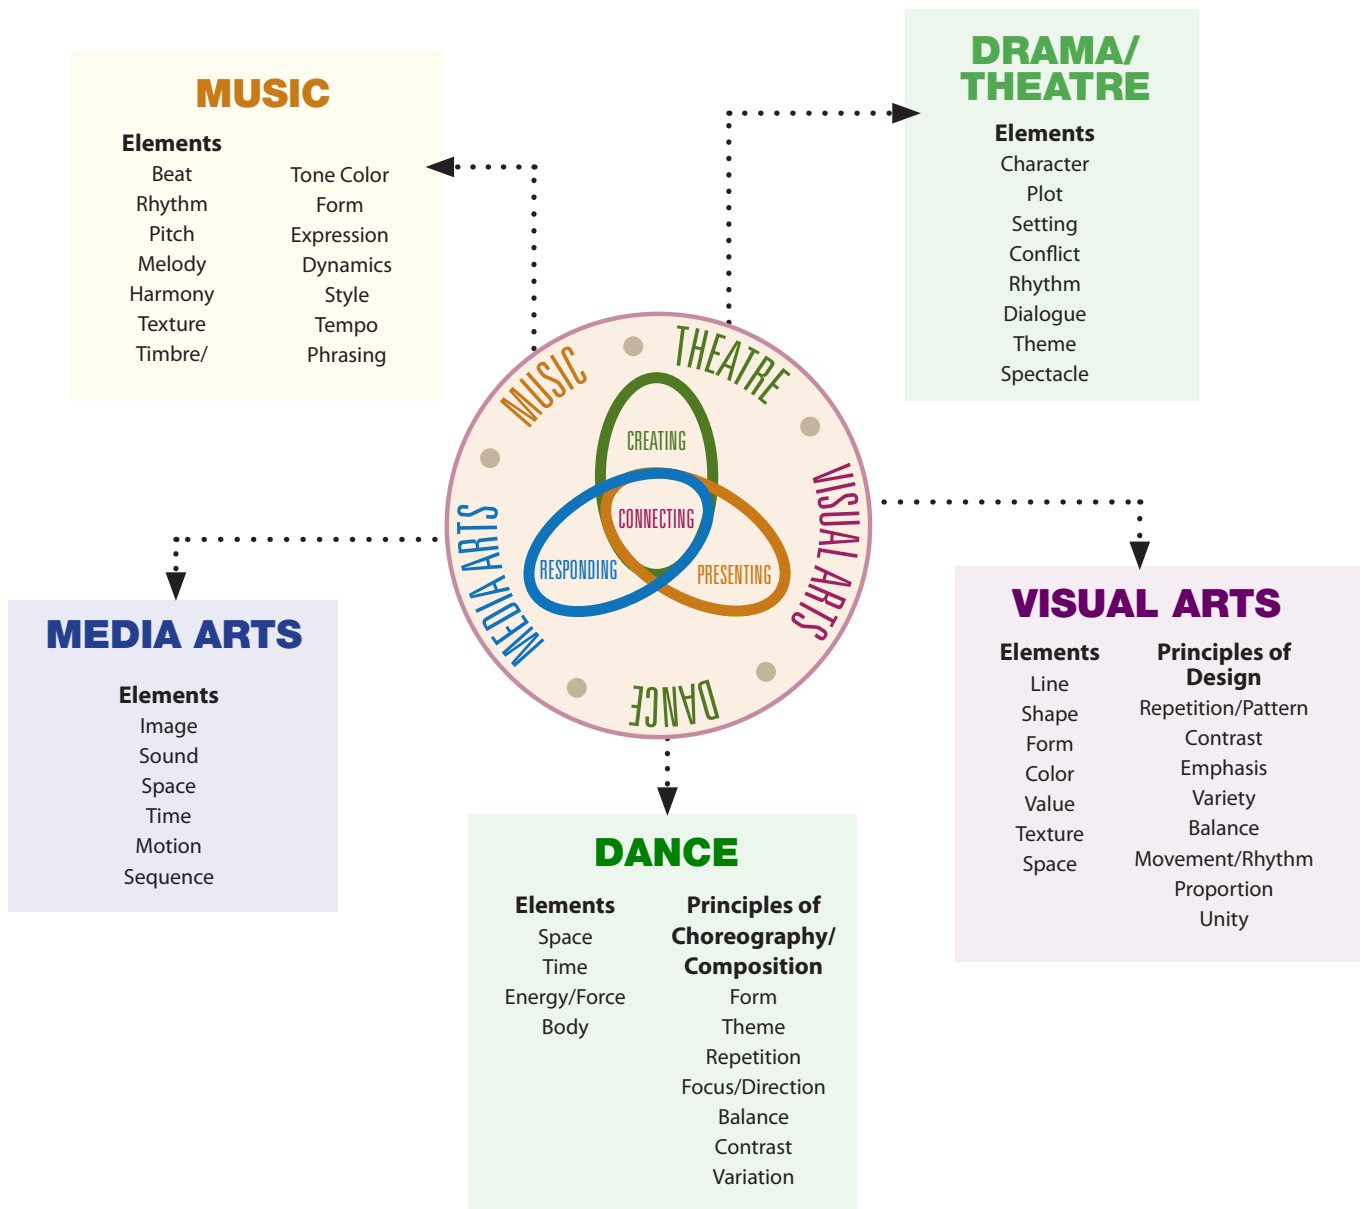 MUSIC
Elements
Beat
Rhythm
Pitch
Melody
Harmony
Texture
Timbre/
Tone Color
Form
Expression
Dynamics
Style
Tempo
Phrasing
DRAMA/
THEATRE
Elements
Character
Plot
Setting
Conflict
Rhythm
Dialogue
Theme
Spectacle
MUSIC
THEATRE
VISUAL ARTS
DANCE
MEDIA ARTS
CREATING
CONNECTING
RESPONDING
PRESENTING
MEDIA ARTS
Elements
Image
Sound
Space
Time
Motion
Sequence
VISUAL ARTS
Elements
Line
Shape
Form
Color
Value
Texture
Space
Principles of
Design
Repetition/Pattern
Contrast
Emphasis
Variety
Balance
Movement/Rhythm
Proportion
Unity
DANCE
Elements
Space
Time
Energy/Force
Body
Principles of
Choreography/
Composition
Form
Theme
Repetition
Focus/Direction
Balance
Contrast
Variation